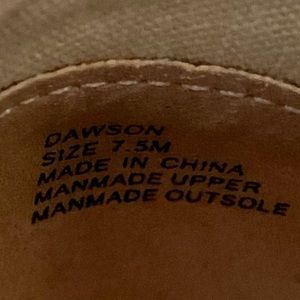 DAWSON
SIZE 7.5M
MADE IN CHINA
MANMADE UPPER
MANMADE OUTSOLE